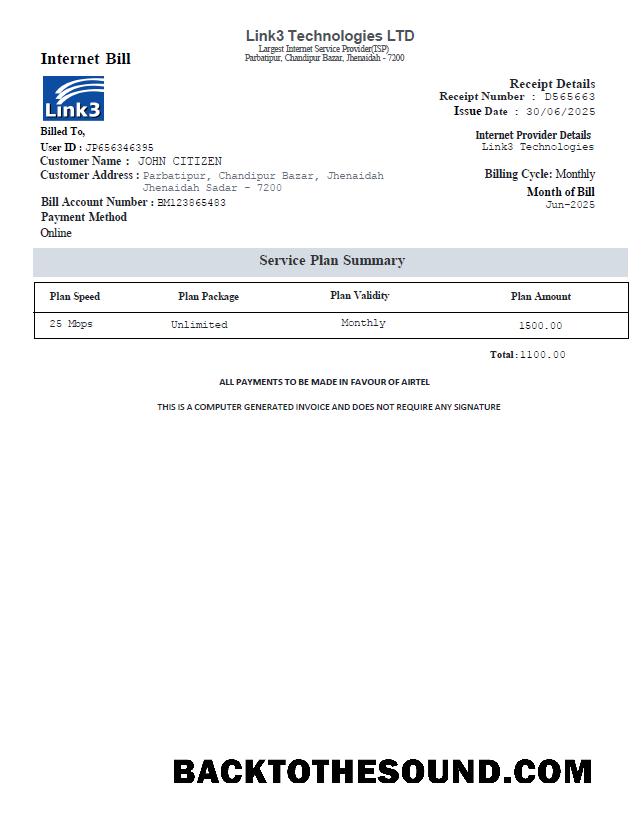 Link3 Technologies LTD
Largest Internet Service Provider(ISP)
Parbatipur, Chandipur Bazar, Jhenaidah - 7200
Internet Bill
Link3
Receipt Details
Receipt Number : D565663
Issue Date : 30/06/2025
Billed To,
User ID : JP656346395
Customer Name : JOHN CITIZEN
Customer Address : Parbatipur, Chandipur Bazar, Jhenaidah
Jhenaidah Sadar - 7200
Bill Account Number : BM123865483
Payment Method
Online
Internet Provider Details
Link3 Technologies
Billing Cycle: Monthly
Month of Bill
Jun-2025
Service Plan Summary
Plan Speed Plan Package Plan Validity Plan Amount
25 Mbps Unlimited Monthly 1500.00
Total :1100.00
ALL PAYMENTS TO BE MADE IN FAVOUR OF AIRTEL
THIS IS A COMPUTER GENERATED INVOICE AND DOES NOT REQUIRE ANY SIGNATURE
BACKTOTHESOUND.COM